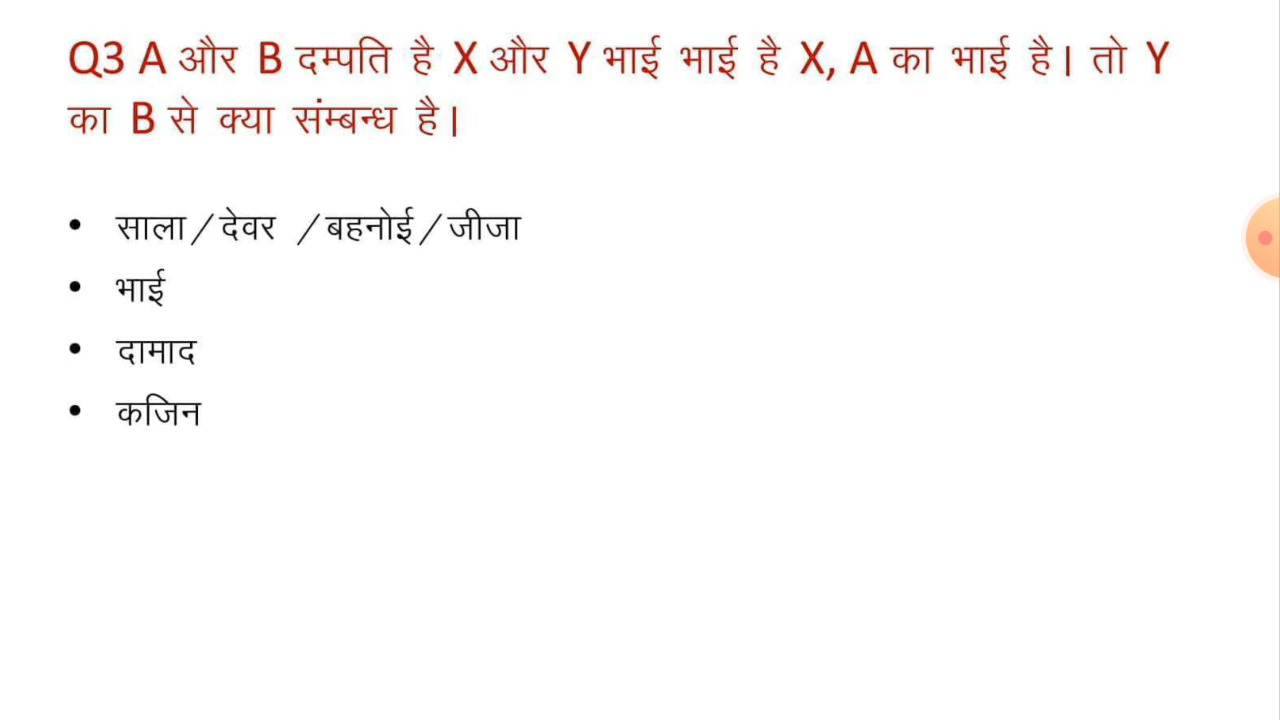 Q3 A और B दम्पति है X और Y भाई भाई है X, A का भाई है। तो Y
का B से क्या संम्बन्ध है।
• साला/देवर /बहनोई/जीजा
• भाई
• दामाद
• कजिन